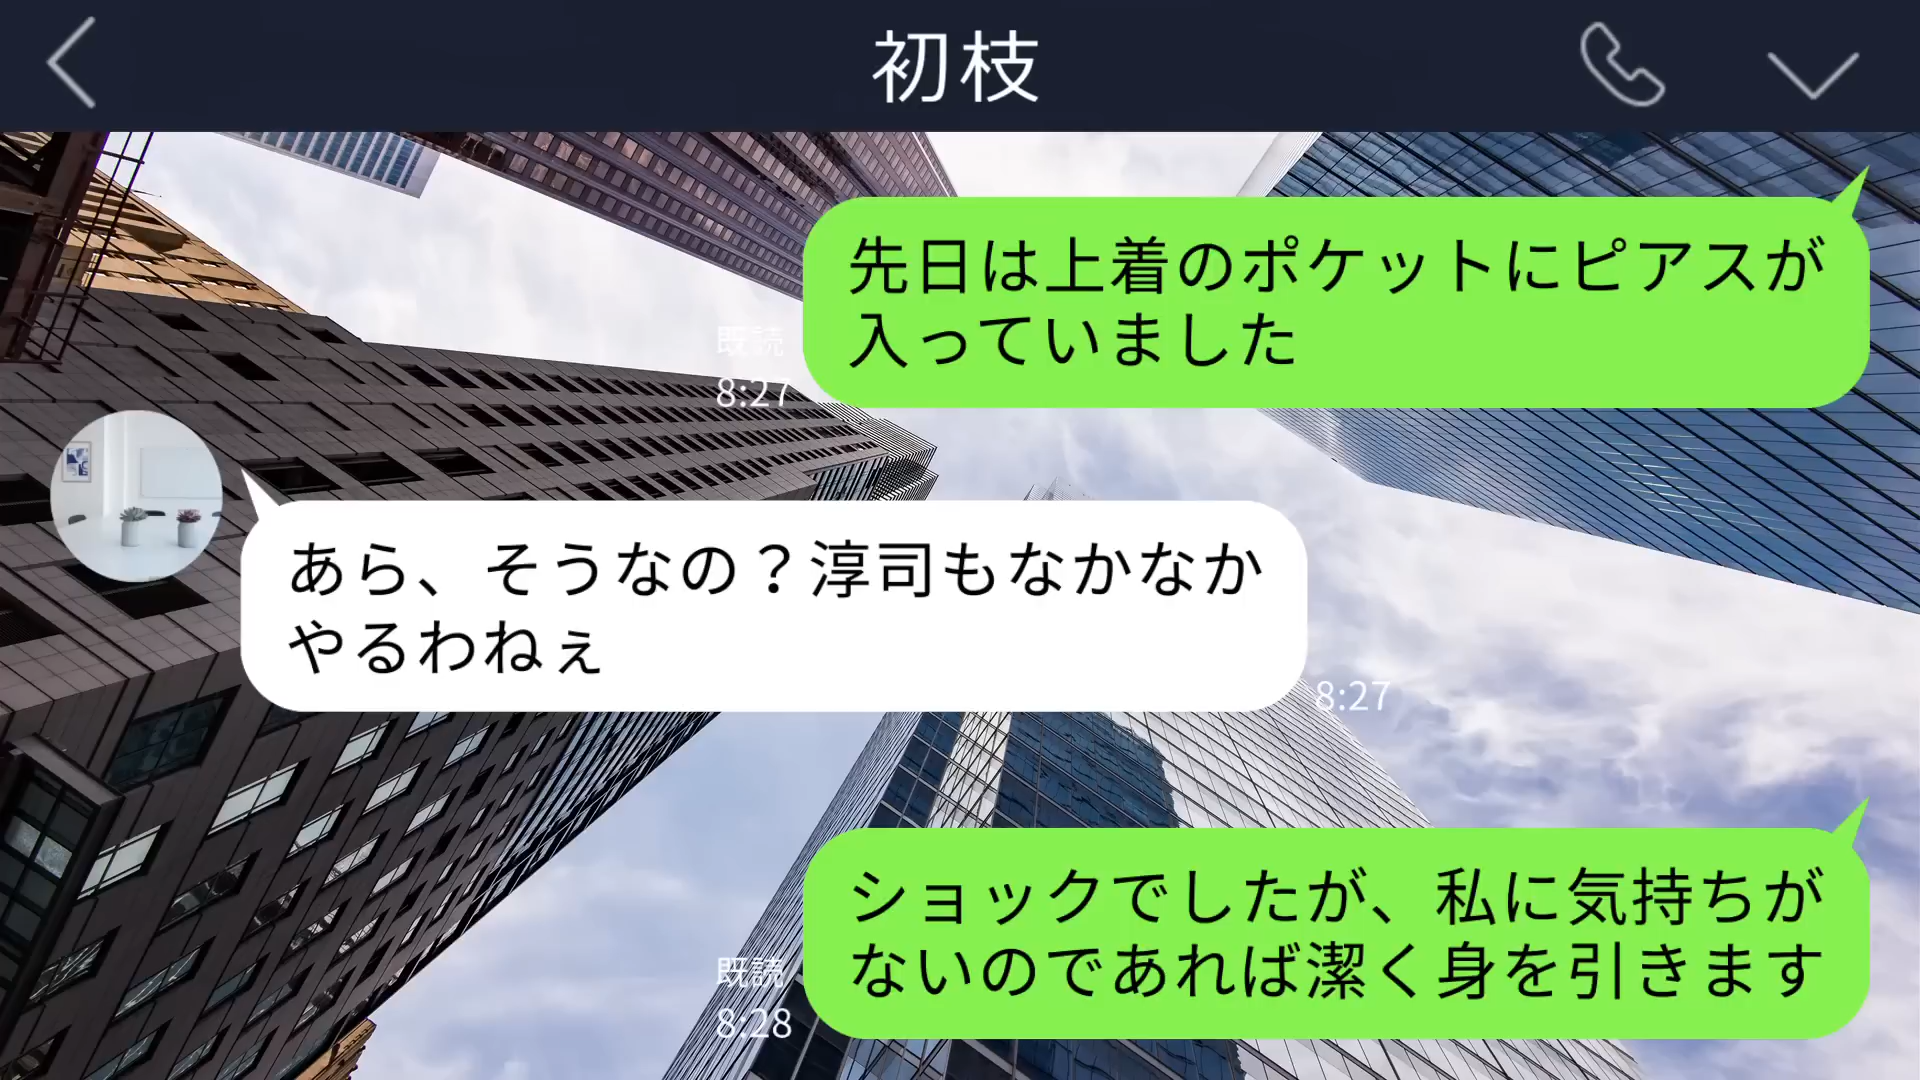 初枝
先日は上着のポケットにピアスが
入っていました
既読
8:27
あら、そうなの？淳司もなかなか
やるわねぇ
8:27
ショックでしたが、私に気持ちが
ないのであれば潔く身を引きます
既読
8:28